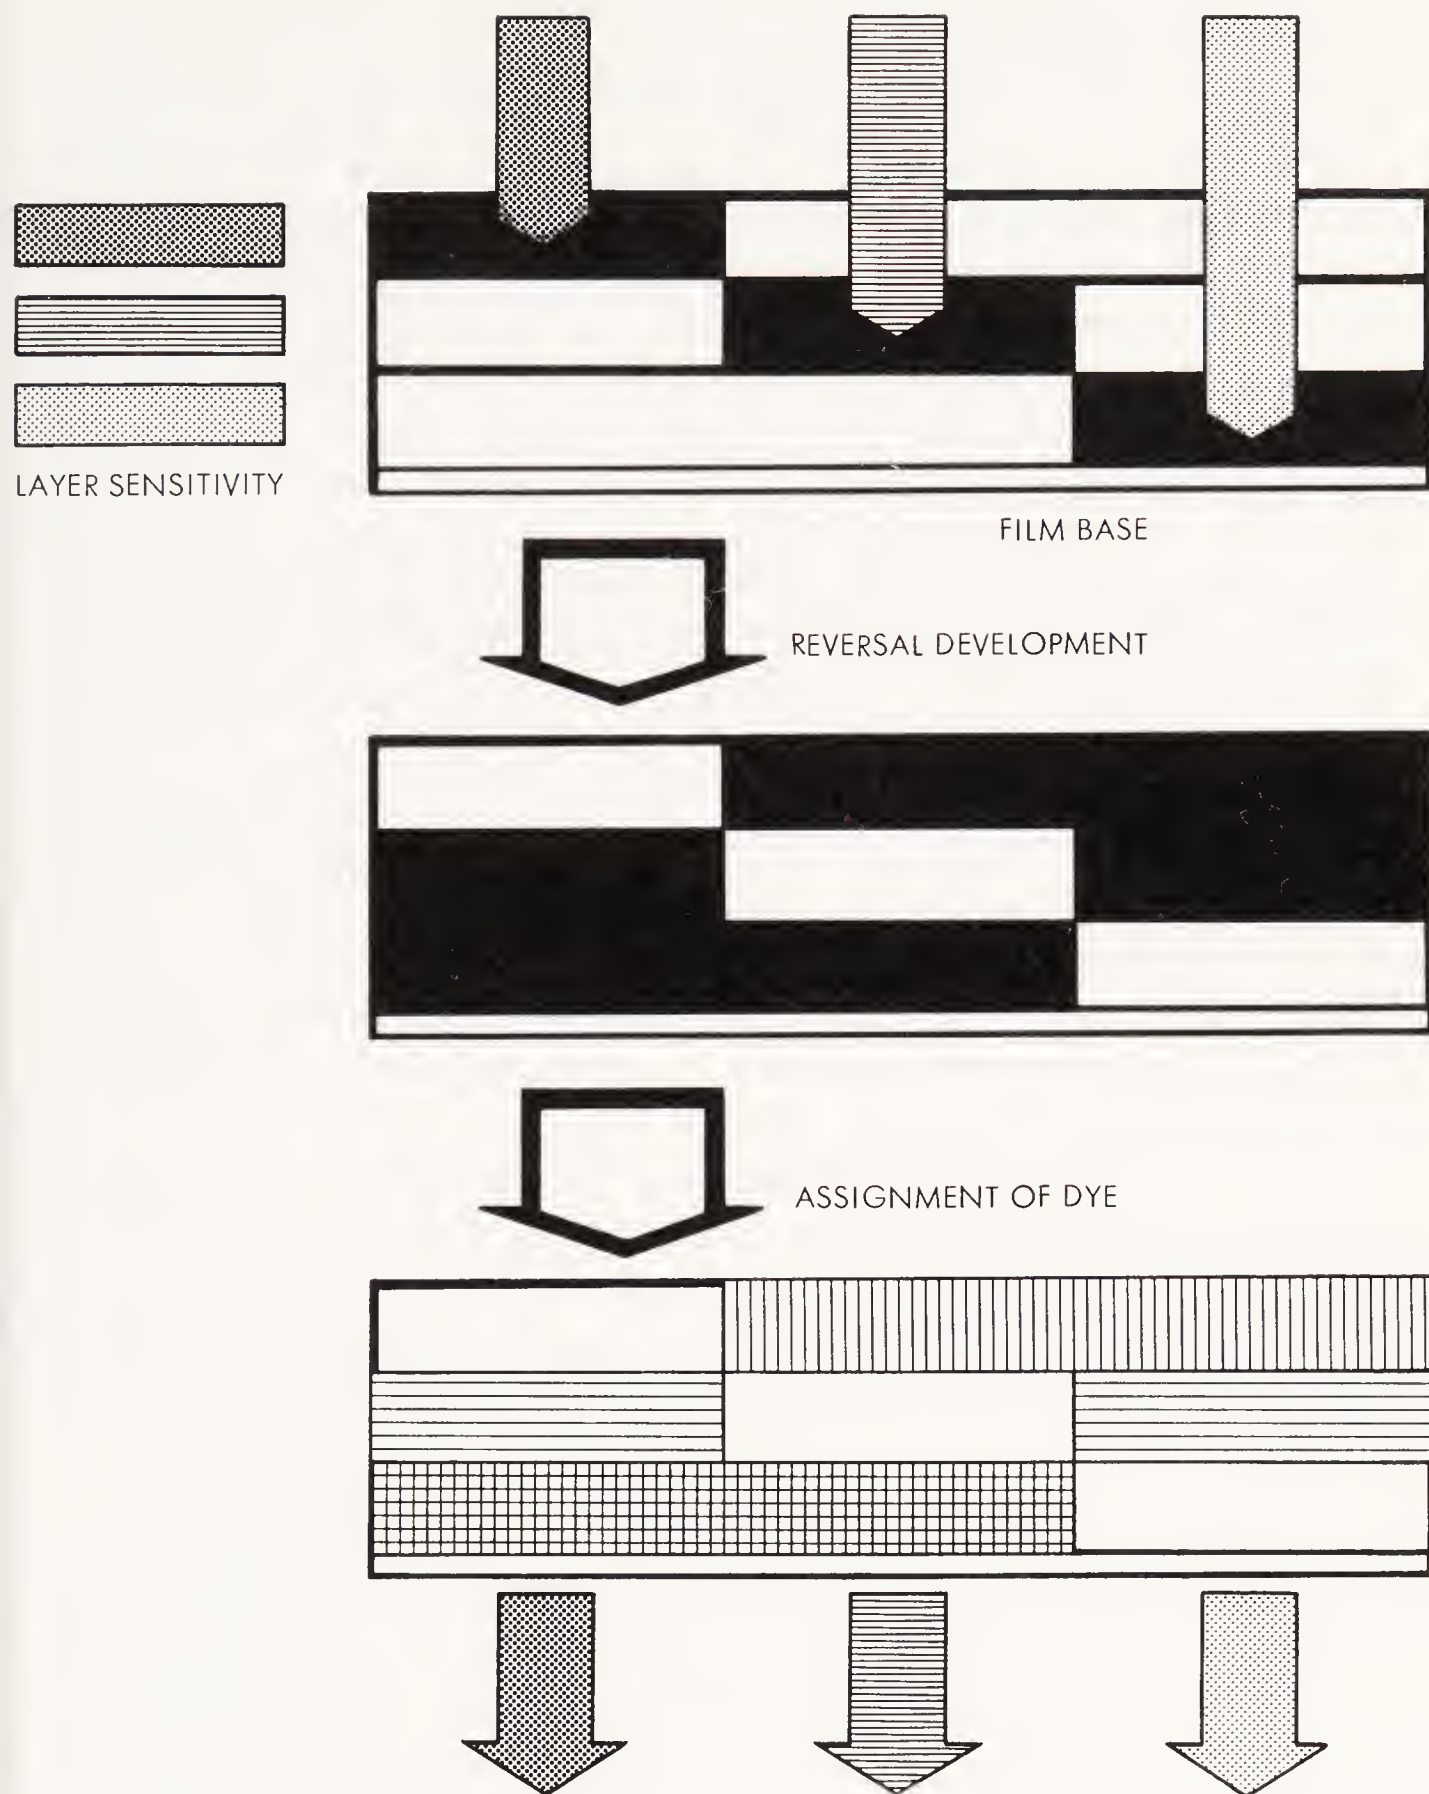 LAYER SENSITIVITY
FILM BASE
REVERSAL DEVELOPMENT
ASSIGNMENT OF DYE